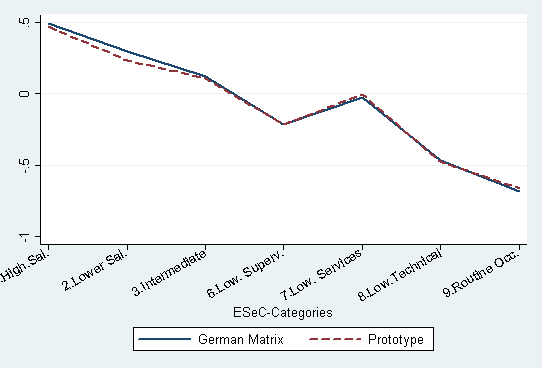 .5
0
-.5
-1
.High.Sal.
2.Lower Sal.
3.Intermediate
6.Low. Superv.
7.Low. Services
8.Low.Technical
9.Routine Occ.
ESeC-Categories
German Matrix
Prototype